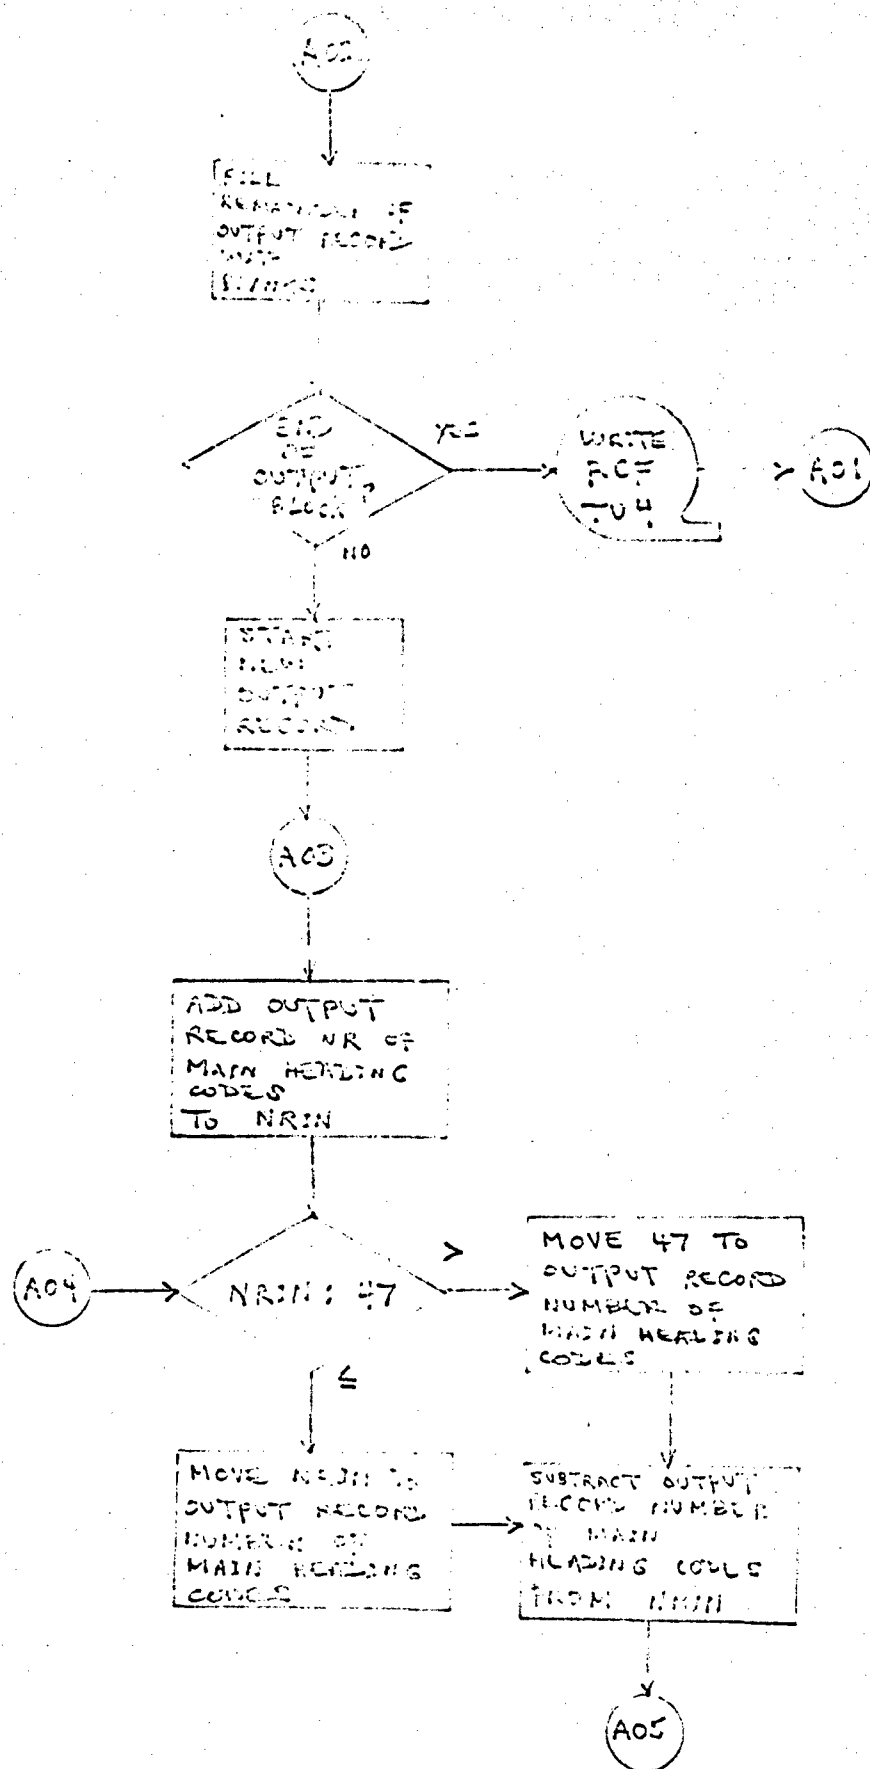 A02
FILL
REMAINDER OF
OUTPUT RECORD
WITH
BLANKS
END
OF
OUTPUT
BLOCK?
YES
NO
WRITE
RCF
TU4
A01
START
NEW
OUTPUT
RECORD
A03
ADD OUTPUT
RECORD NR OF
MAIN HEADING
CODES
TO NRIN
A04
NRIN : 47
>
≤
MOVE 47 TO
OUTPUT RECORD
NUMBER OF
MAIN HEADING
CODES
MOVE NRIN TO
OUTPUT RECORD
NUMBER OF
MAIN HEADING
CODES
SUBTRACT OUTPUT
RECORD NUMBER
OF MAIN
HEADING CODES
FROM NRIN
A05